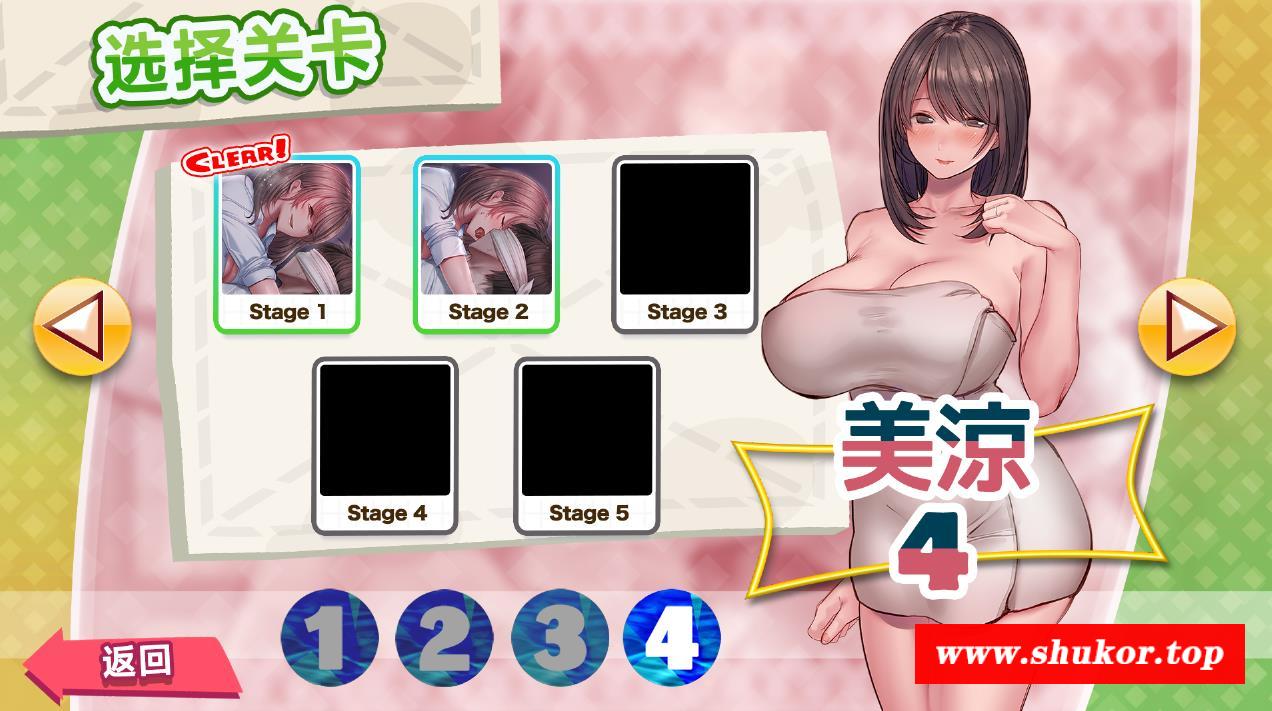 选择关卡
CLEAR!
Stage 1
Stage 2
Stage 3
Stage 4
Stage 5
美涼
4
1
2
3
4
返回
www.shukor.top